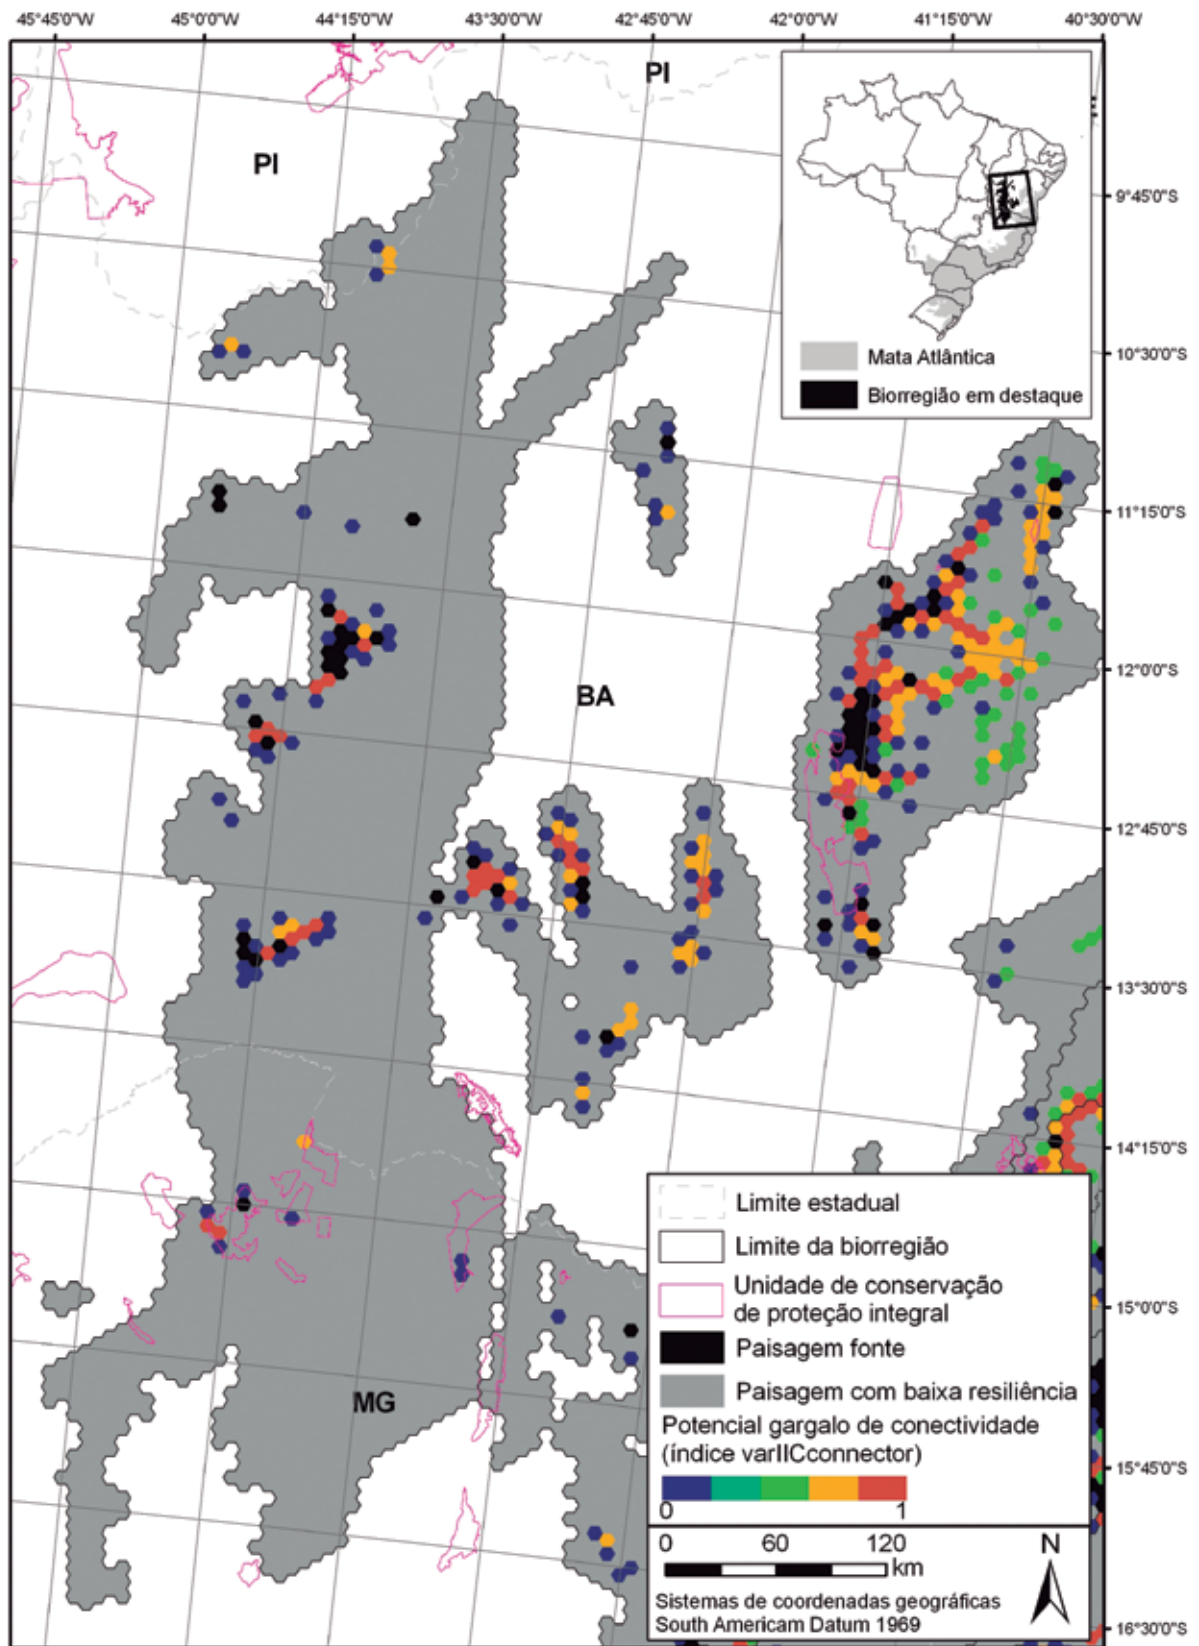 45°45'0"W 45°0'0"W 44°15'0"W 43°30'0"W 42°45'0"W 42°0'0"W 41°15'0"W 40°30'0"W
PI
PI
9°45'0"S
Mata Atlântica
Biorregião em destaque
10°30'0"S
11°15'0"S
12°0'0"S
BA
12°45'0"S
13°30'0"S
14°15'0"S
Limite estadual
Limite da biorregião
Unidade de conservação
de proteção integral
15°0'0"S
Paisagem fonte
Paisagem com baixa resiliência
MG
Potencial gargalo de conectividade
(índice varIICconnector)
15°45'0"S
0 1
0 60 120
km
N
Sistemas de coordenadas geográficas
South Americam Datum 1969
16°30'0"S